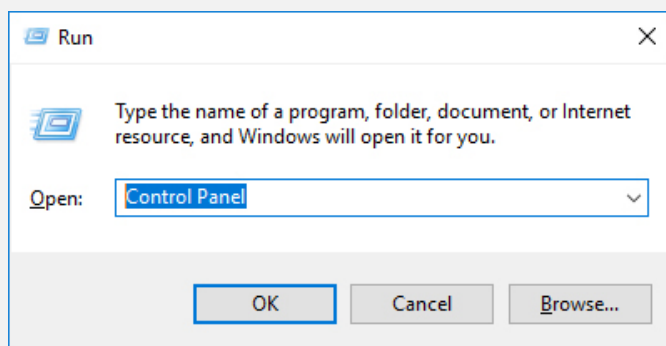 Run
Type the name of a program, folder, document, or Internet
resource, and Windows will open it for you.
Open: Control Panel
OK Cancel Browse...